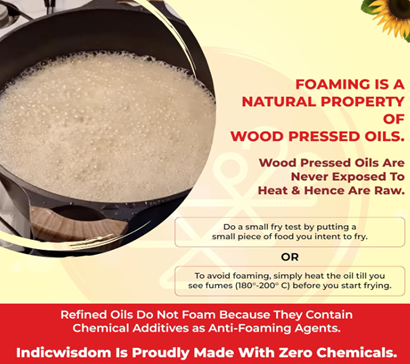 FOAMING IS A
NATURAL PROPERTY
OF
WOOD PRESSED OILS.
Wood Pressed Oils Are
Never Exposed To
Heat & Hence Are Raw.
Do a small fry test by putting a
small piece of food you intent to fry.
OR
To avoid foaming, simply heat the oil till you
see fumes (180°-200° C) before you start frying.
Refined Oils Do Not Foam Because They Contain
Chemical Additives as Anti-Foaming Agents.
Indicwisdom Is Proudly Made With Zero Chemicals.